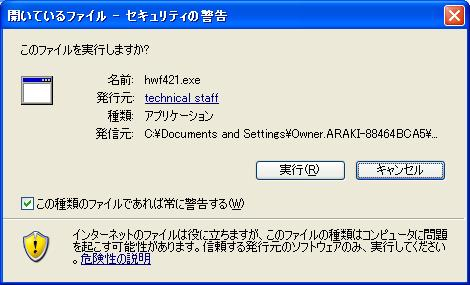 開いているファイル - セキュリティの警告
このファイルを実行しますか?
名前: hwf421.exe
発行元: technical staff
種類: アプリケーション
発信元: C:¥Documents and Settings¥Owner.ARAKI-88464BCA5¥...
実行(R)
キャンセル
この種類のファイルであれば常に警告する(W)
インターネットのファイルは役に立ちますが、このファイルの種類はコンピュータに問題
を起こす可能性があります。信頼する発行元のソフトウェアのみ、実行してください。
危険性の説明